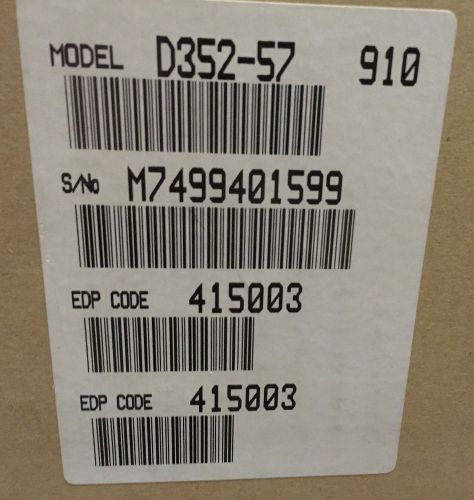 MODEL D352-57 910
S/No M7499401599
EDP CODE 415003
EDP CODE 415003